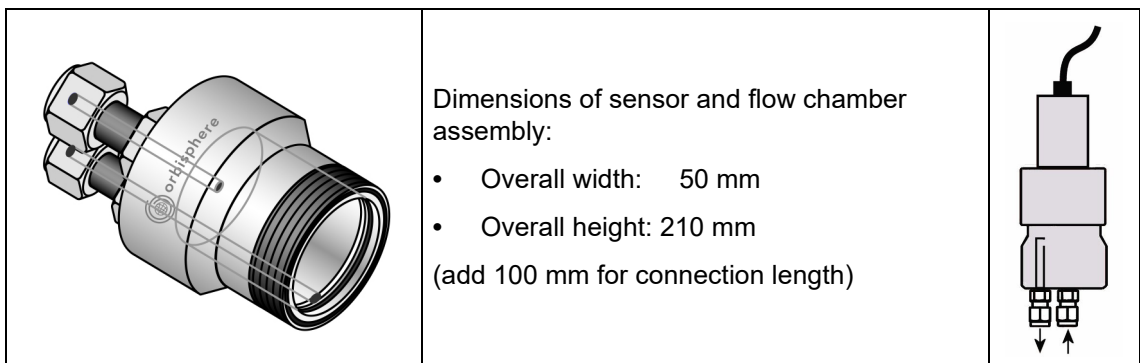 orbisphere
Dimensions of sensor and flow chamber
assembly:
• Overall width: 50 mm
• Overall height: 210 mm
(add 100 mm for connection length)